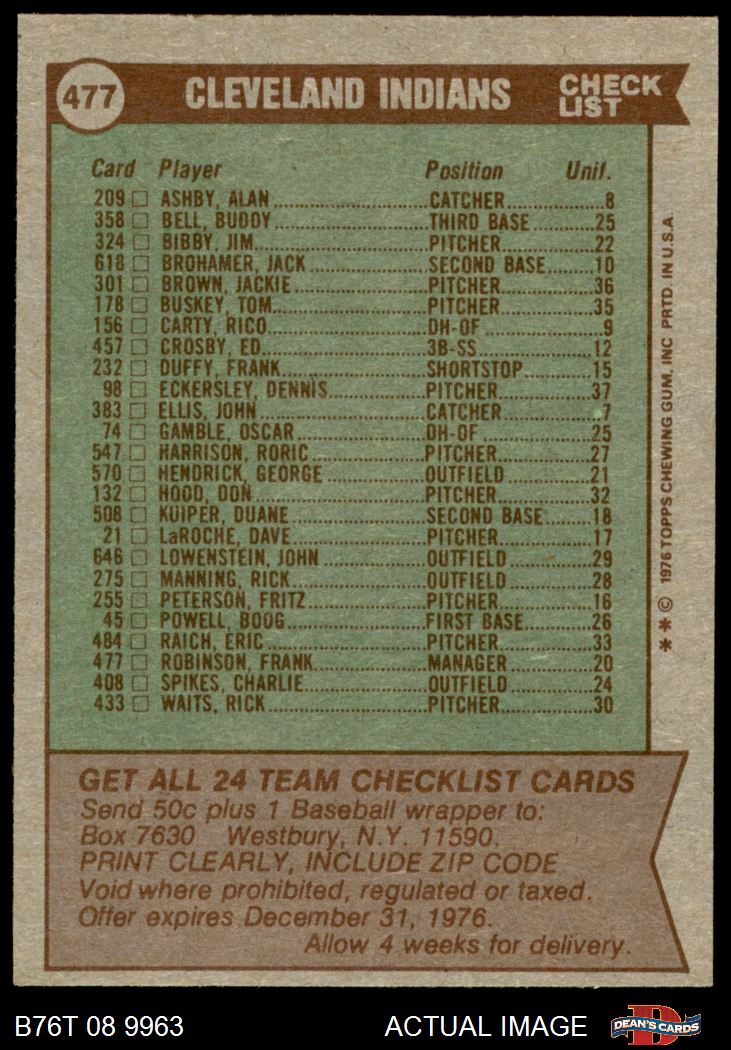 477 CLEVELAND INDIANS CHECK LIST
Card Player Position Unif.
209 □ ASHBY, ALAN CATCHER 8
358 □ BELL, BUDDY THIRD BASE 25
324 □ BIBBY, JIM PITCHER 22
618 □ BROHAMER, JACK SECOND BASE 10
301 □ BROWN, JACKIE PITCHER 36
178 □ BUSKEY, TOM PITCHER 35
156 □ CARTY, RICO DH-OF 9
457 □ CROSBY, ED 3B-SS 12
232 □ DUFFY, FRANK SHORTSTOP 15
98 □ ECKERSLEY, DENNIS PITCHER 37
383 □ ELLIS, JOHN CATCHER 7
74 □ GAMBLE, OSCAR DH-OF 25
547 □ HARRISON, RORIC PITCHER 27
570 □ HENDRICK, GEORGE OUTFIELD 21
132 □ HOOD, DON PITCHER 32
508 □ KUIPER, DUANE SECOND BASE 18
21 □ LaROCHE, DAVE PITCHER 17
646 □ LOWENSTEIN, JOHN OUTFIELD 29
275 □ MANNING, RICK OUTFIELD 28
255 □ PETERSON, FRITZ PITCHER 16
45 □ POWELL, BOOG FIRST BASE 26
484 □ RAICH, ERIC PITCHER 33
477 □ ROBINSON, FRANK MANAGER 20
408 □ SPIKES, CHARLIE OUTFIELD 24
433 □ WAITS, RICK PITCHER 30
** © 1976 TOPPS CHEWING GUM, INC PRTD. IN U.S.A.
GET ALL 24 TEAM CHECKLIST CARDS
Send 50c plus 1 Baseball wrapper to:
Box 7630 Westbury, N.Y. 11590.
PRINT CLEARLY, INCLUDE ZIP CODE
Void where prohibited, regulated or taxed.
Offer expires December 31, 1976.
Allow 4 weeks for delivery.
B76T 08 9963 ACTUAL IMAGE DEAN'S CARDS